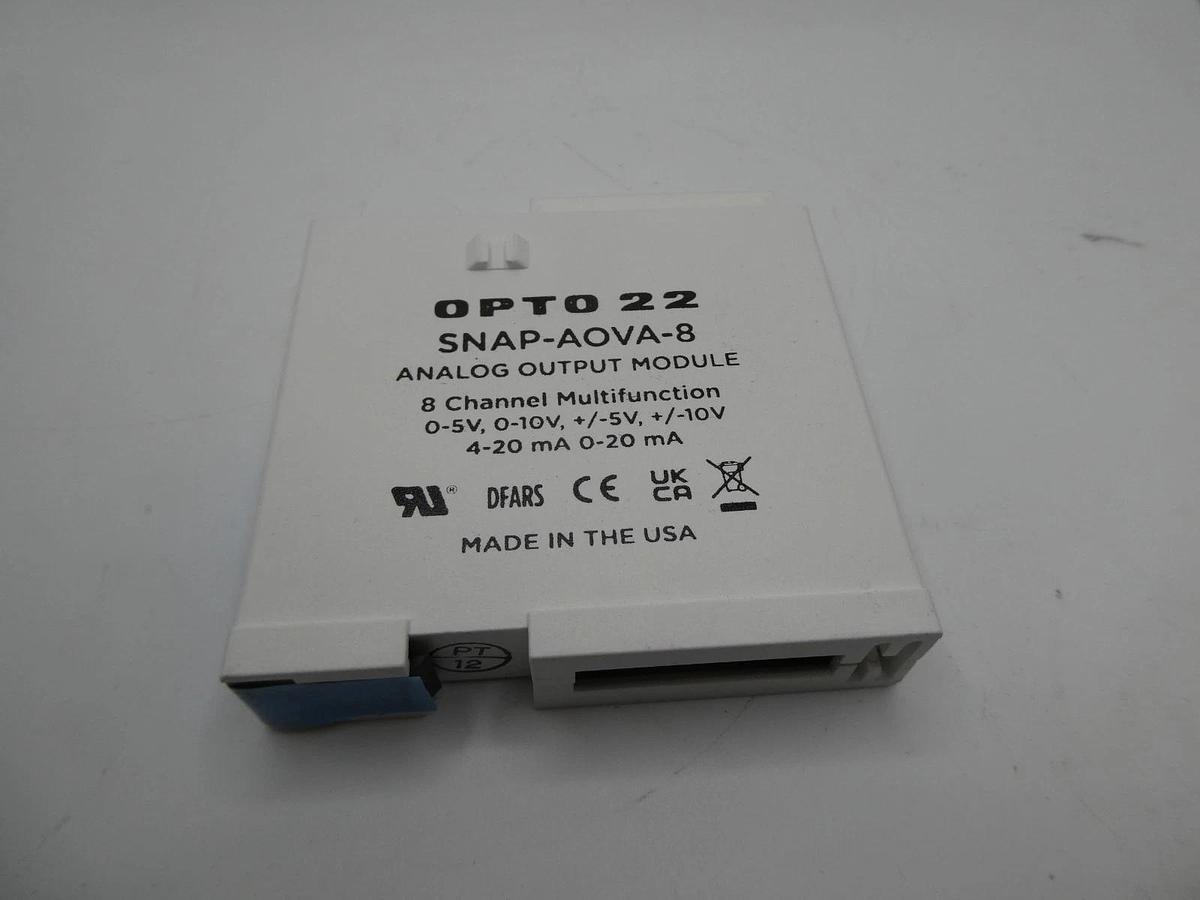 OPTO 22
SNAP-AOVA-8
ANALOG OUTPUT MODULE
8 Channel Multifunction
0-5V, 0-10V, +/-5V, +/-10V
4-20 mA 0-20 mA
RU® DFARS CE UK CA
MADE IN THE USA
PT
12